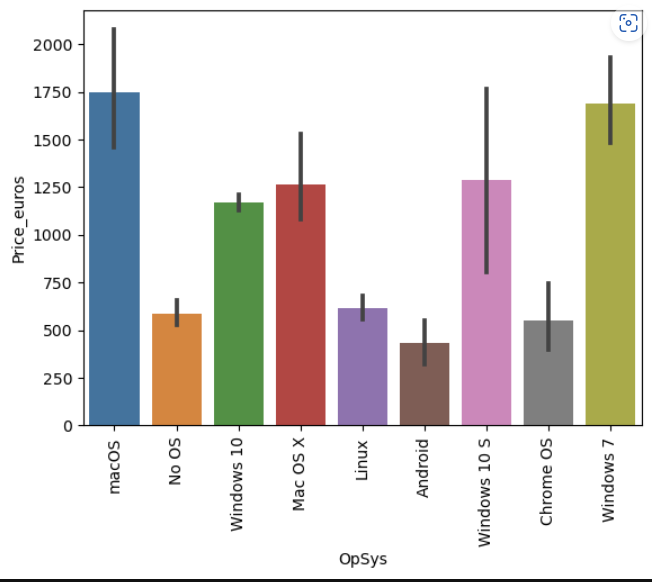 2000
1750
1500
1250
1000
750
500
250
0
Price_euros
macOS
No OS
Windows 10
Mac OS X
Linux
Android
Windows 10 S
Chrome OS
Windows 7
OpSys